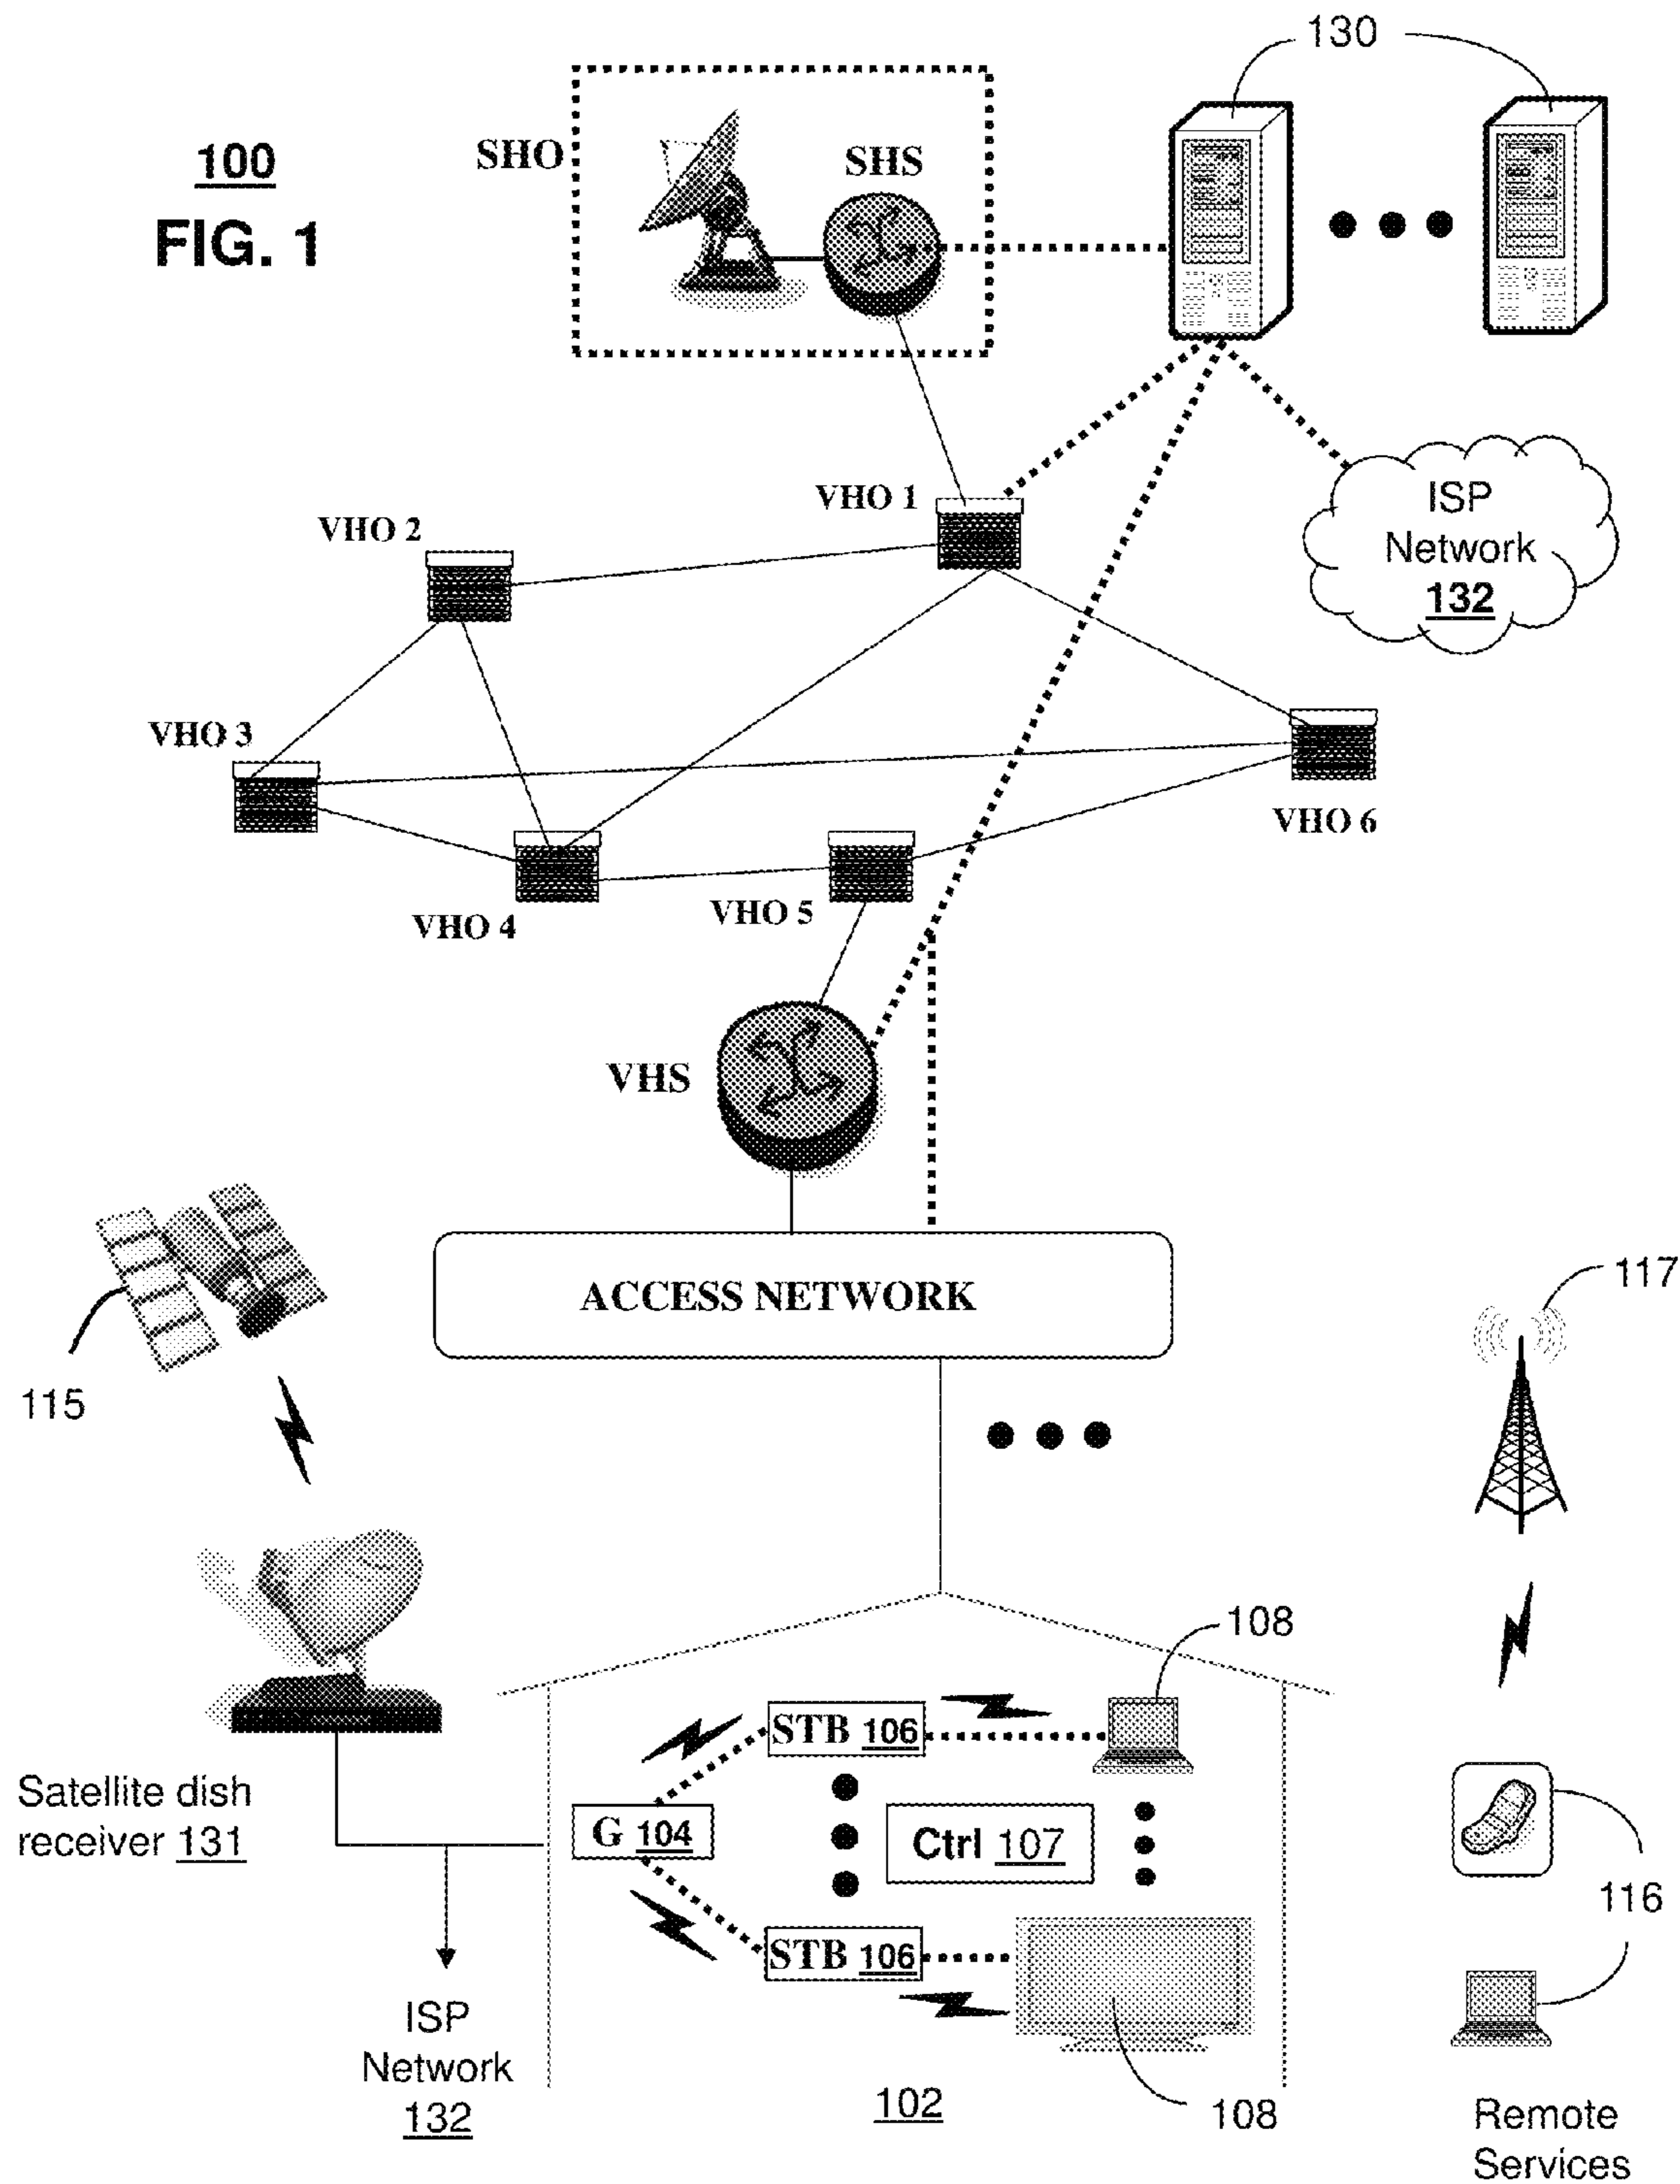 130
SHO
SHS
100
FIG. 1
VHO 1
ISP
Network
132
VHO 2
VHO 3
VHO 6
VHO 4
VHO 5
VHS
ACCESS NETWORK
117
115
108
STB 106
Satellite dish
receiver 131
G 104
Ctrl 107
116
STB 106
ISP
Network
132
102
108
Remote
Services